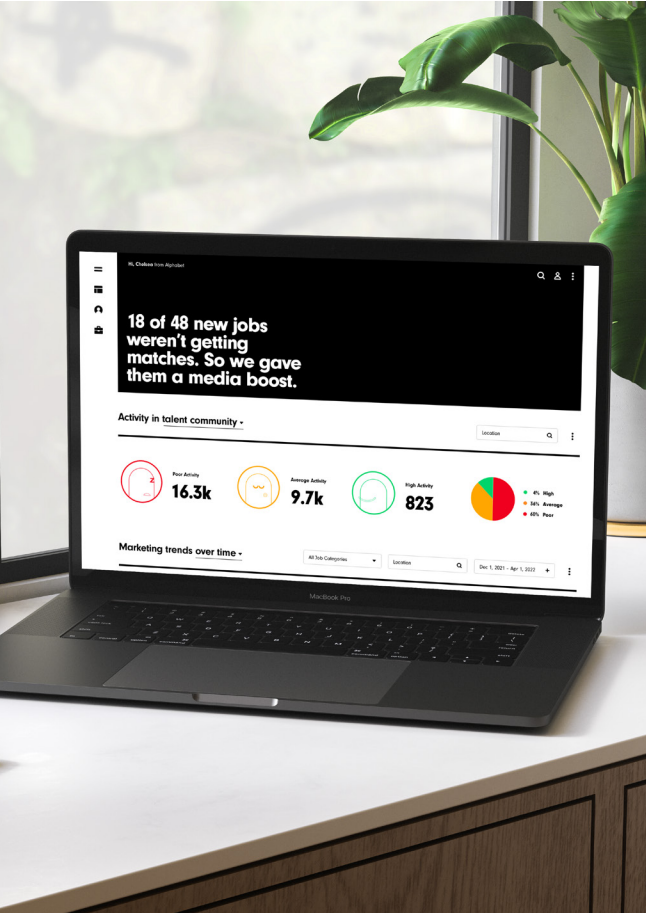 Hi, Chelsea from Alphabet
18 of 48 new jobs
weren't getting
matches. So we gave
them a media boost.
Activity in talent community
Location
Poor Activity
16.3k
Average Activity
9.7k
High Activity
823
4% High
36% Average
60% Poor
Marketing trends over time
All Job Categories
Location
Dec 1, 2021 - Apr 1, 2022
MacBook Pro